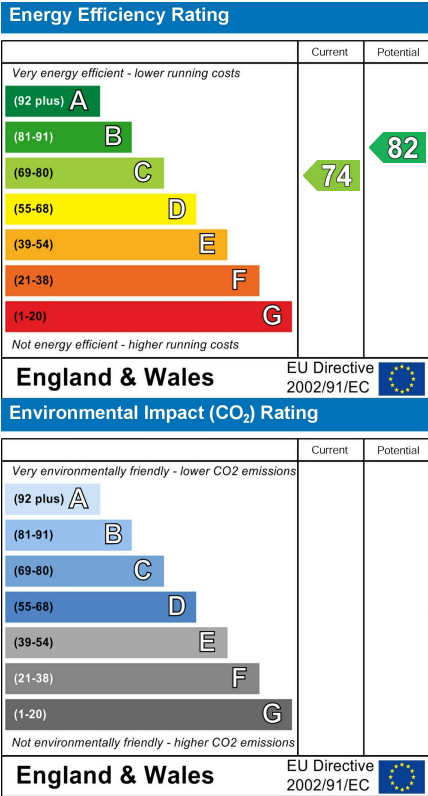 Energy Efficiency Rating
Current Potential
Very energy efficient - lower running costs
(92 plus) A
(81-91) B
82
(69-80) C
74
(55-68) D
(39-54) E
(21-38) F
(1-20) G
Not energy efficient - higher running costs
England & Wales
EU Directive
2002/91/EC
Environmental Impact (CO₂) Rating
Current Potential
Very environmentally friendly - lower CO2 emissions
(92 plus) A
(81-91) B
(69-80) C
(55-68) D
(39-54) E
(21-38) F
(1-20) G
Not environmentally friendly - higher CO2 emissions
England & Wales
EU Directive
2002/91/EC